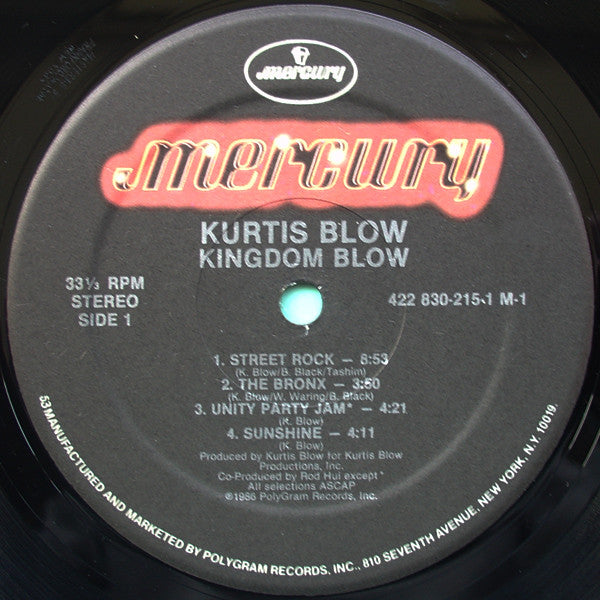 mercury
mercury
KURTIS BLOW
KINGDOM BLOW
33⅓ RPM
STEREO
SIDE 1
422 830-215-1 M-1
1. STREET ROCK – 8:53
(K. Blow/B. Black/Tashim)
2. THE BRONX – 3:50
(K. Blow/W. Waring/B. Black)
3. UNITY PARTY JAM* – 4:21
(K. Blow)
4. SUNSHINE – 4:11
(K. Blow)
Produced by Kurtis Blow for Kurtis Blow
Productions, Inc.
Co-Produced by Rod Hui except*
All selections ASCAP
℗1986 PolyGram Records, Inc.
53 MANUFACTURED AND MARKETED BY POLYGRAM RECORDS, INC., 810 SEVENTH AVENUE, NEW YORK, N.Y. 10019.